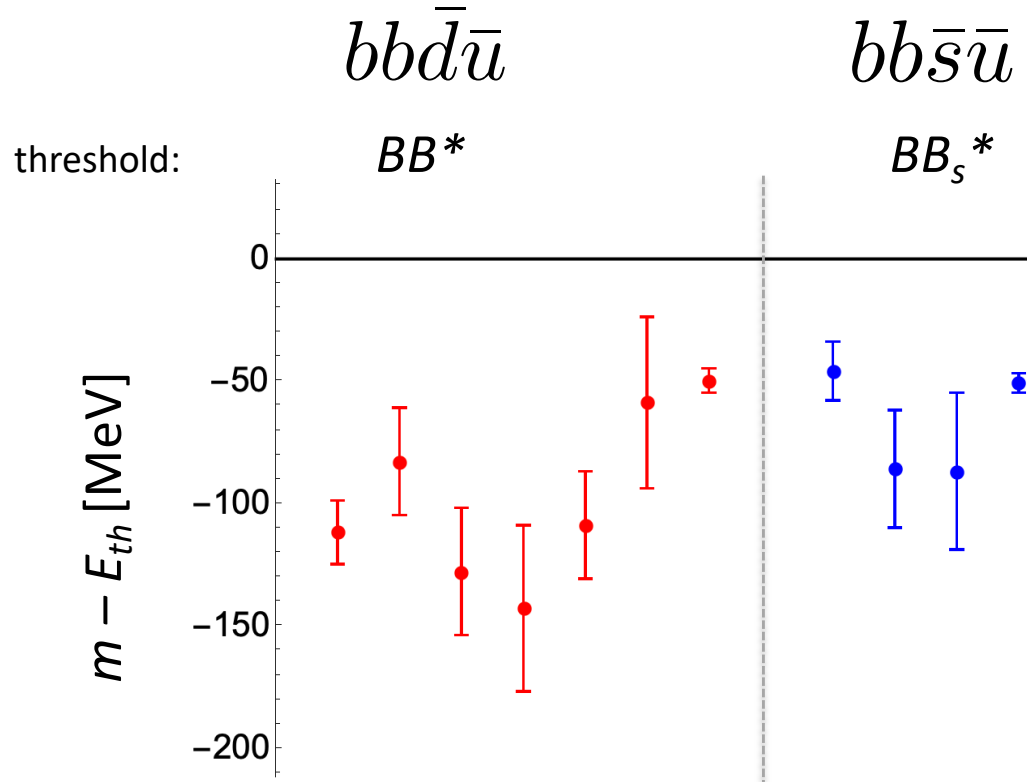 bbd̅u̅ bbs̅u̅
threshold: BB* BBs*
0
−50
−100
−150
−200
m − Eth [MeV]